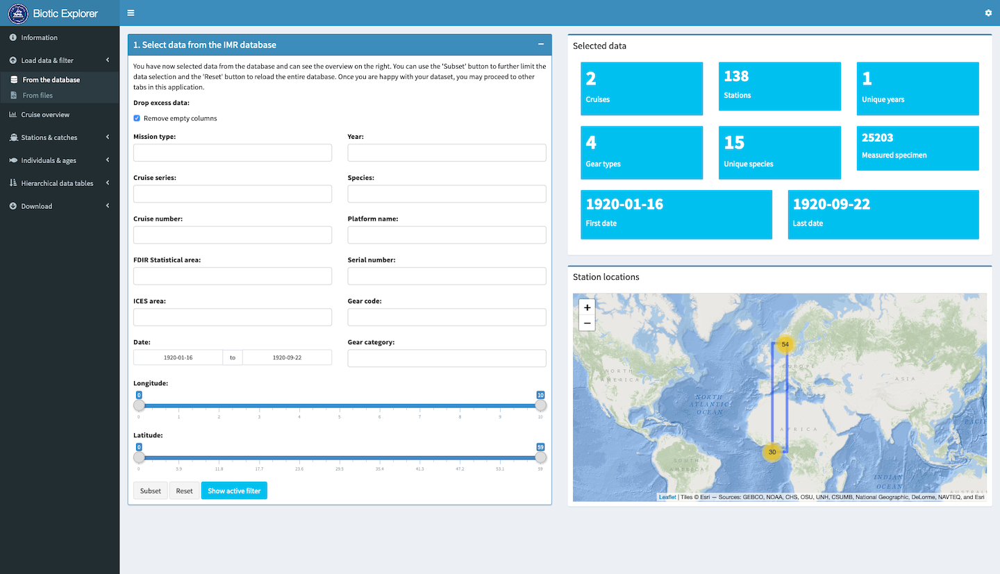 Biotic Explorer
Information
Load data & filter
From the database
From files
Cruise overview
Stations & catches
Individuals & ages
Hierarchical data tables
Download
1. Select data from the IMR database
You have now selected data from the database and can see the overview on the right. You can use the 'Subset' button to further limit the
data selection and the 'Reset' button to reload the entire database. Once you are happy with your dataset, you may proceed to other
tabs in this application.
Drop excess data:
Remove empty columns
Mission type:
Year:
Cruise series:
Species:
Cruise number:
Platform name:
FDIR Statistical area:
Serial number:
ICES area:
Gear code:
Date:
Gear category:
1920-01-16 to 1920-09-22
Longitude:
0 10
0 1 2 3 4 5 6 7 8 9 10
Latitude:
0 59
0 5.9 11.8 17.7 23.6 29.5 35.4 41.3 47.2 53.1 59
Subset Reset Show active filter
Selected data
2
Cruises
138
Stations
1
Unique years
4
Gear types
15
Unique species
25203
Measured specimen
1920-01-16
First date
1920-09-22
Last date
Station locations
+
−
54
EUROPE
NORTH
AMERICA
ASIA
NORTH
ATLANTIC
OCEAN
AFRICA
30
SOUTH
AMERICA
INDIAN
OCEAN
Leaflet | Tiles © Esri — Sources: GEBCO, NOAA, CHS, OSU, UNH, CSUMB, National Geographic, DeLorme, NAVTEQ, and Esri